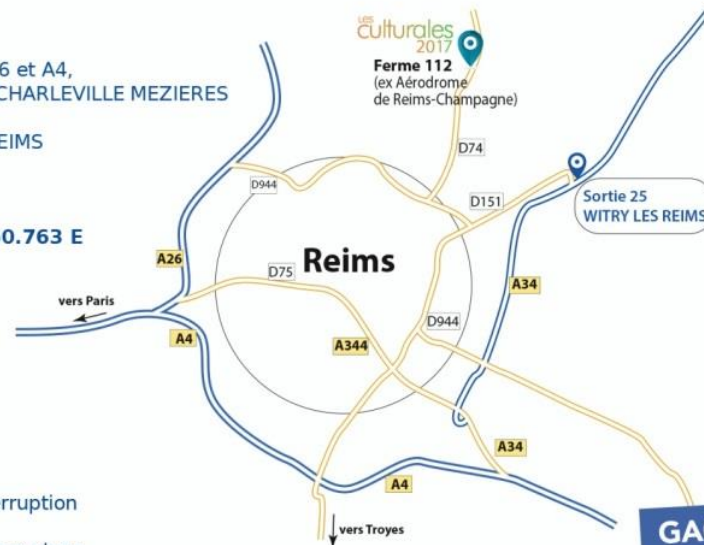 Les
culturales
2017
Ferme 112
(ex Aérodrome
de Reims-Champagne)
6 et A4,
CHARLEVILLE MEZIERES
EIMS
0.763 E
D74
D944
D151
Sortie 25
WITRY LES REIMS
A26
D75
Reims
A34
vers Paris
D944
A4
A344
A34
A4
rruption
vers Troyes
GA